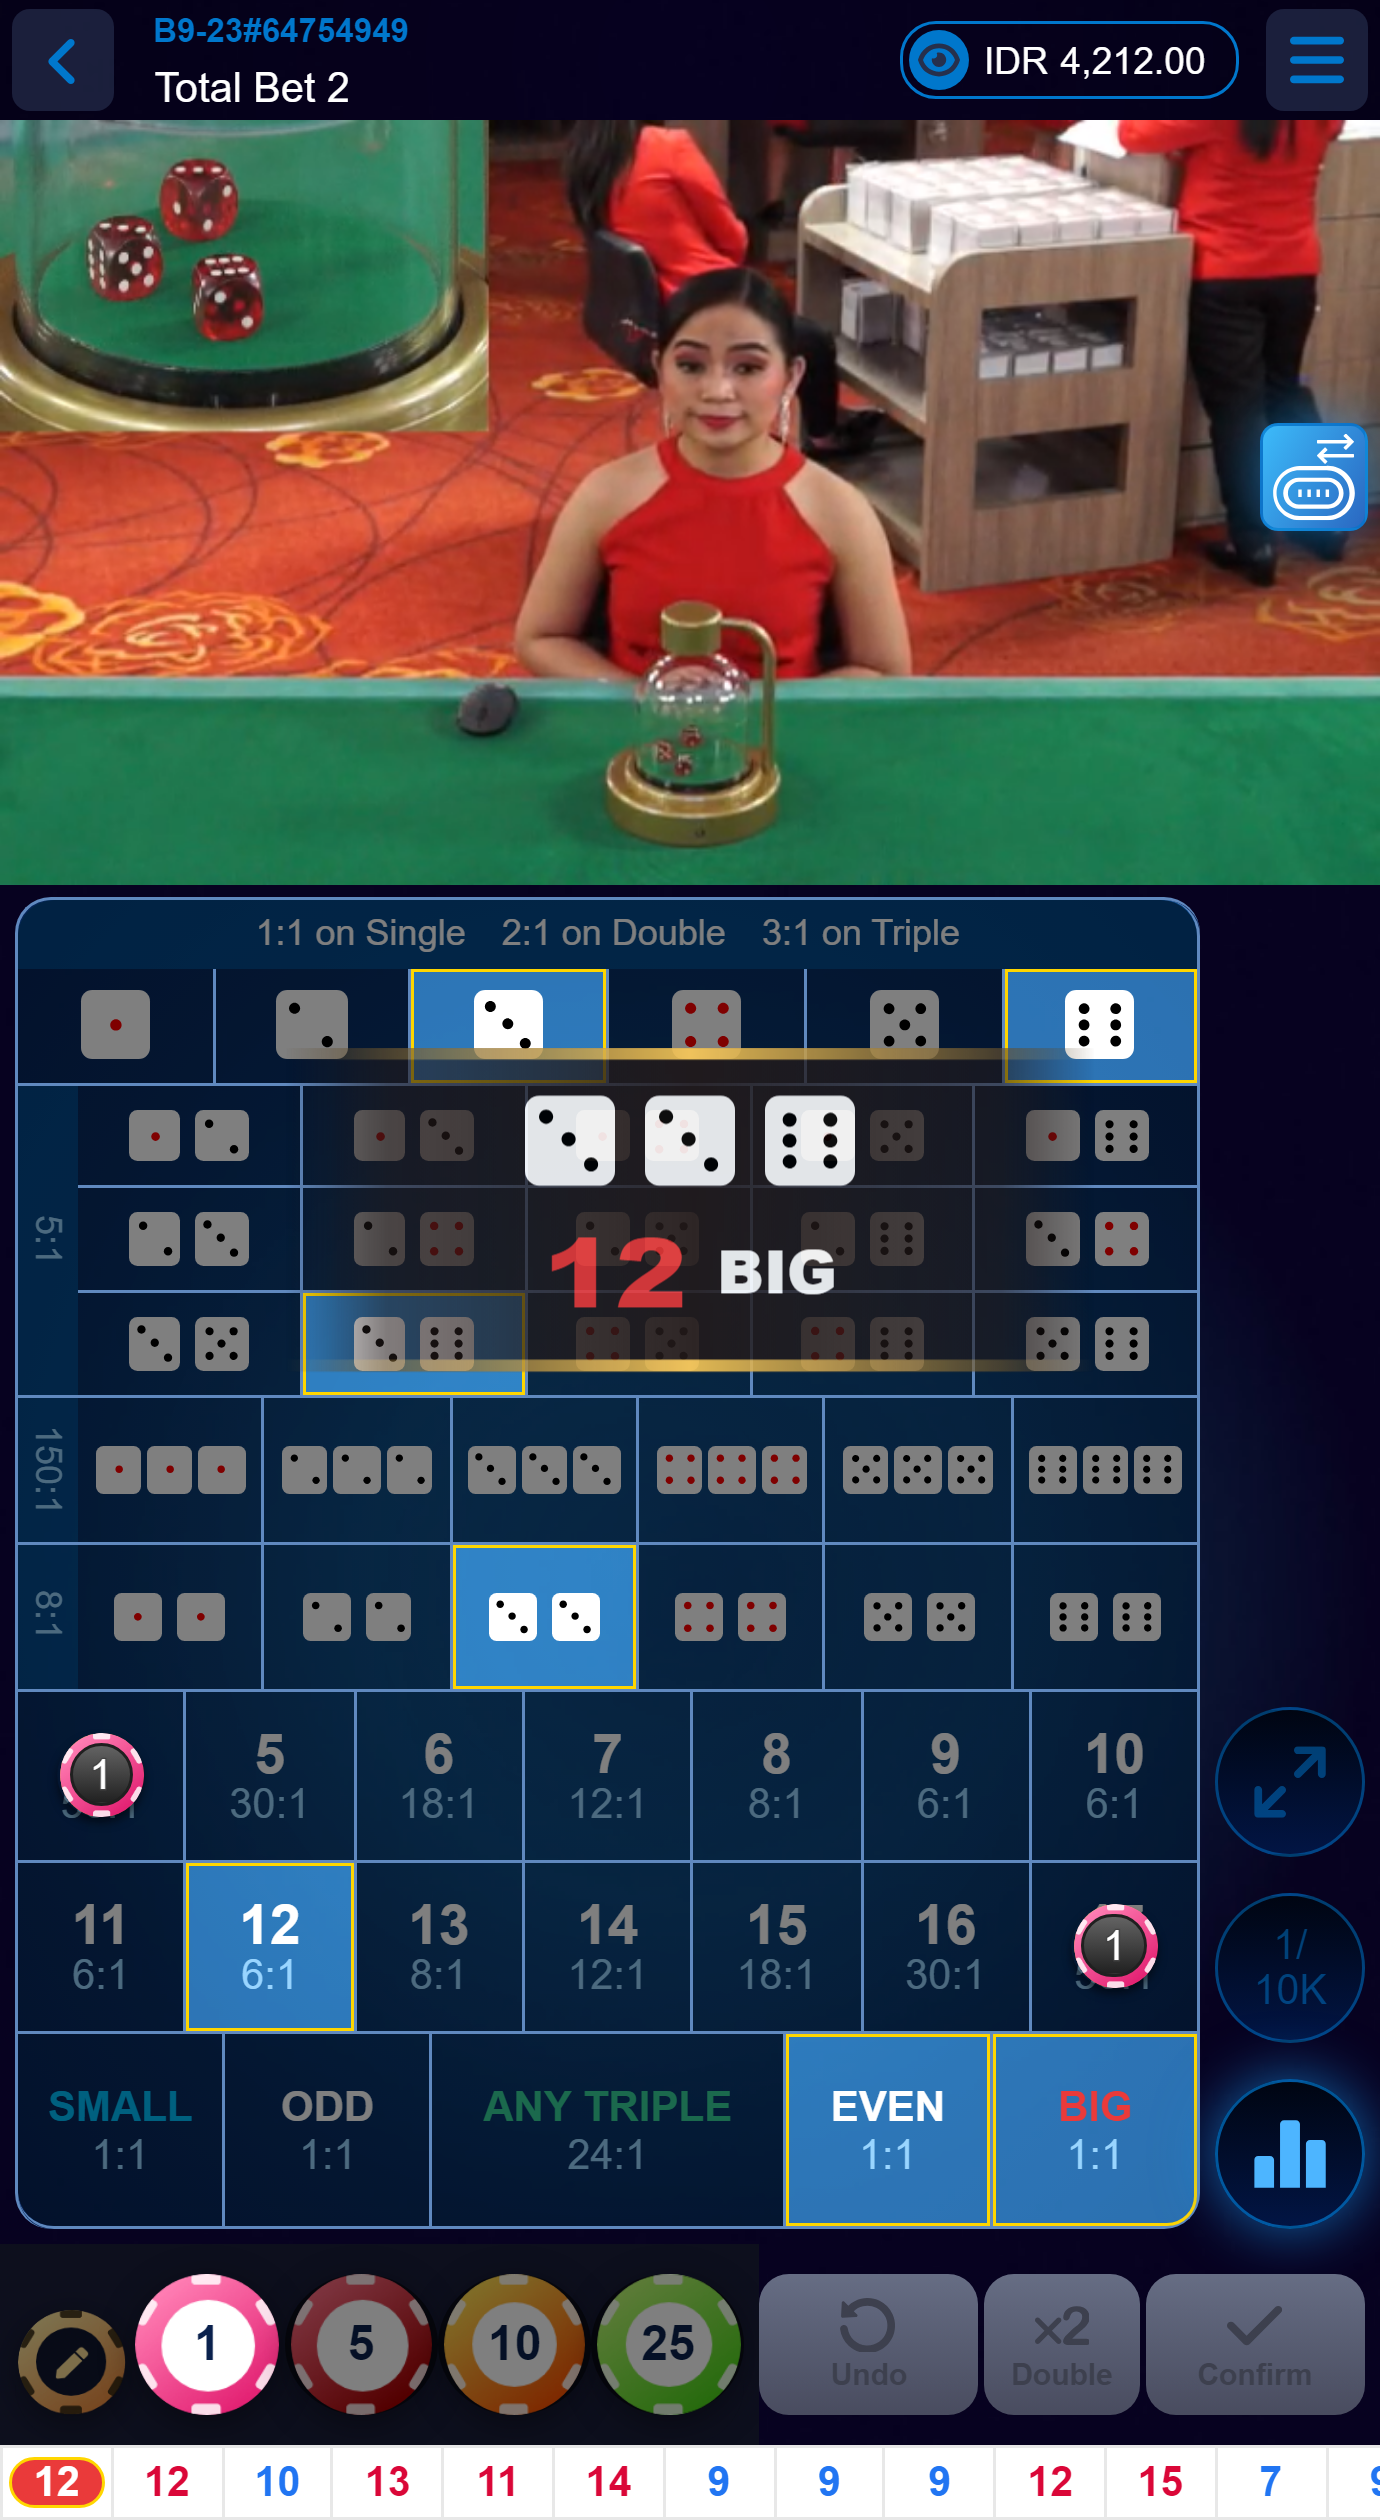 B9-23#64754949
Total Bet 2
IDR 4,212.00
1:1 on Single 2:1 on Double 3:1 on Triple
5:1
12 BIG
150:1
8:1
1
5 6 7 8 9 10
30:1 18:1 12:1 8:1 6:1 6:1
11 12 13 14 15 16
1
6:1 6:1 8:1 12:1 18:1 30:1
1/
10K
SMALL ODD ANY TRIPLE EVEN BIG
1:1 1:1 24:1 1:1 1:1
1 5 10 25
x2
Undo Double Confirm
12 12 10 13 11 14 9 9 9 12 15 7